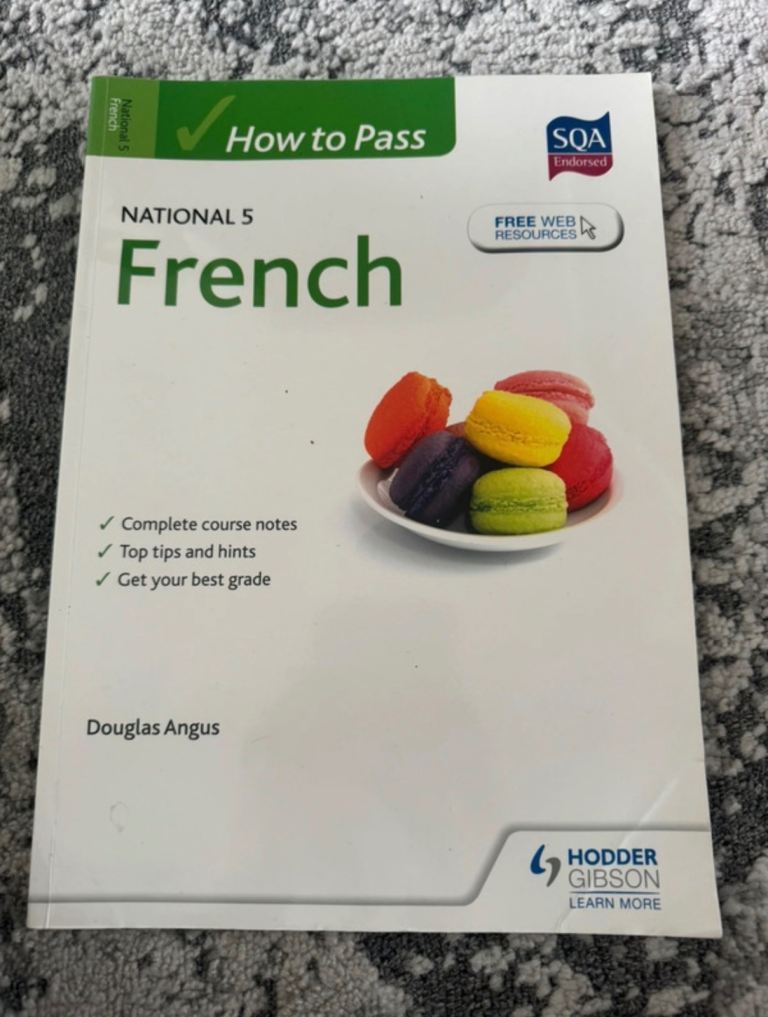 National 5
French
How to Pass
SQA
Endorsed
NATIONAL 5
FREE WEB
RESOURCES
French
✓ Complete course notes
✓ Top tips and hints
✓ Get your best grade
Douglas Angus
HODDER
GIBSON
LEARN MORE